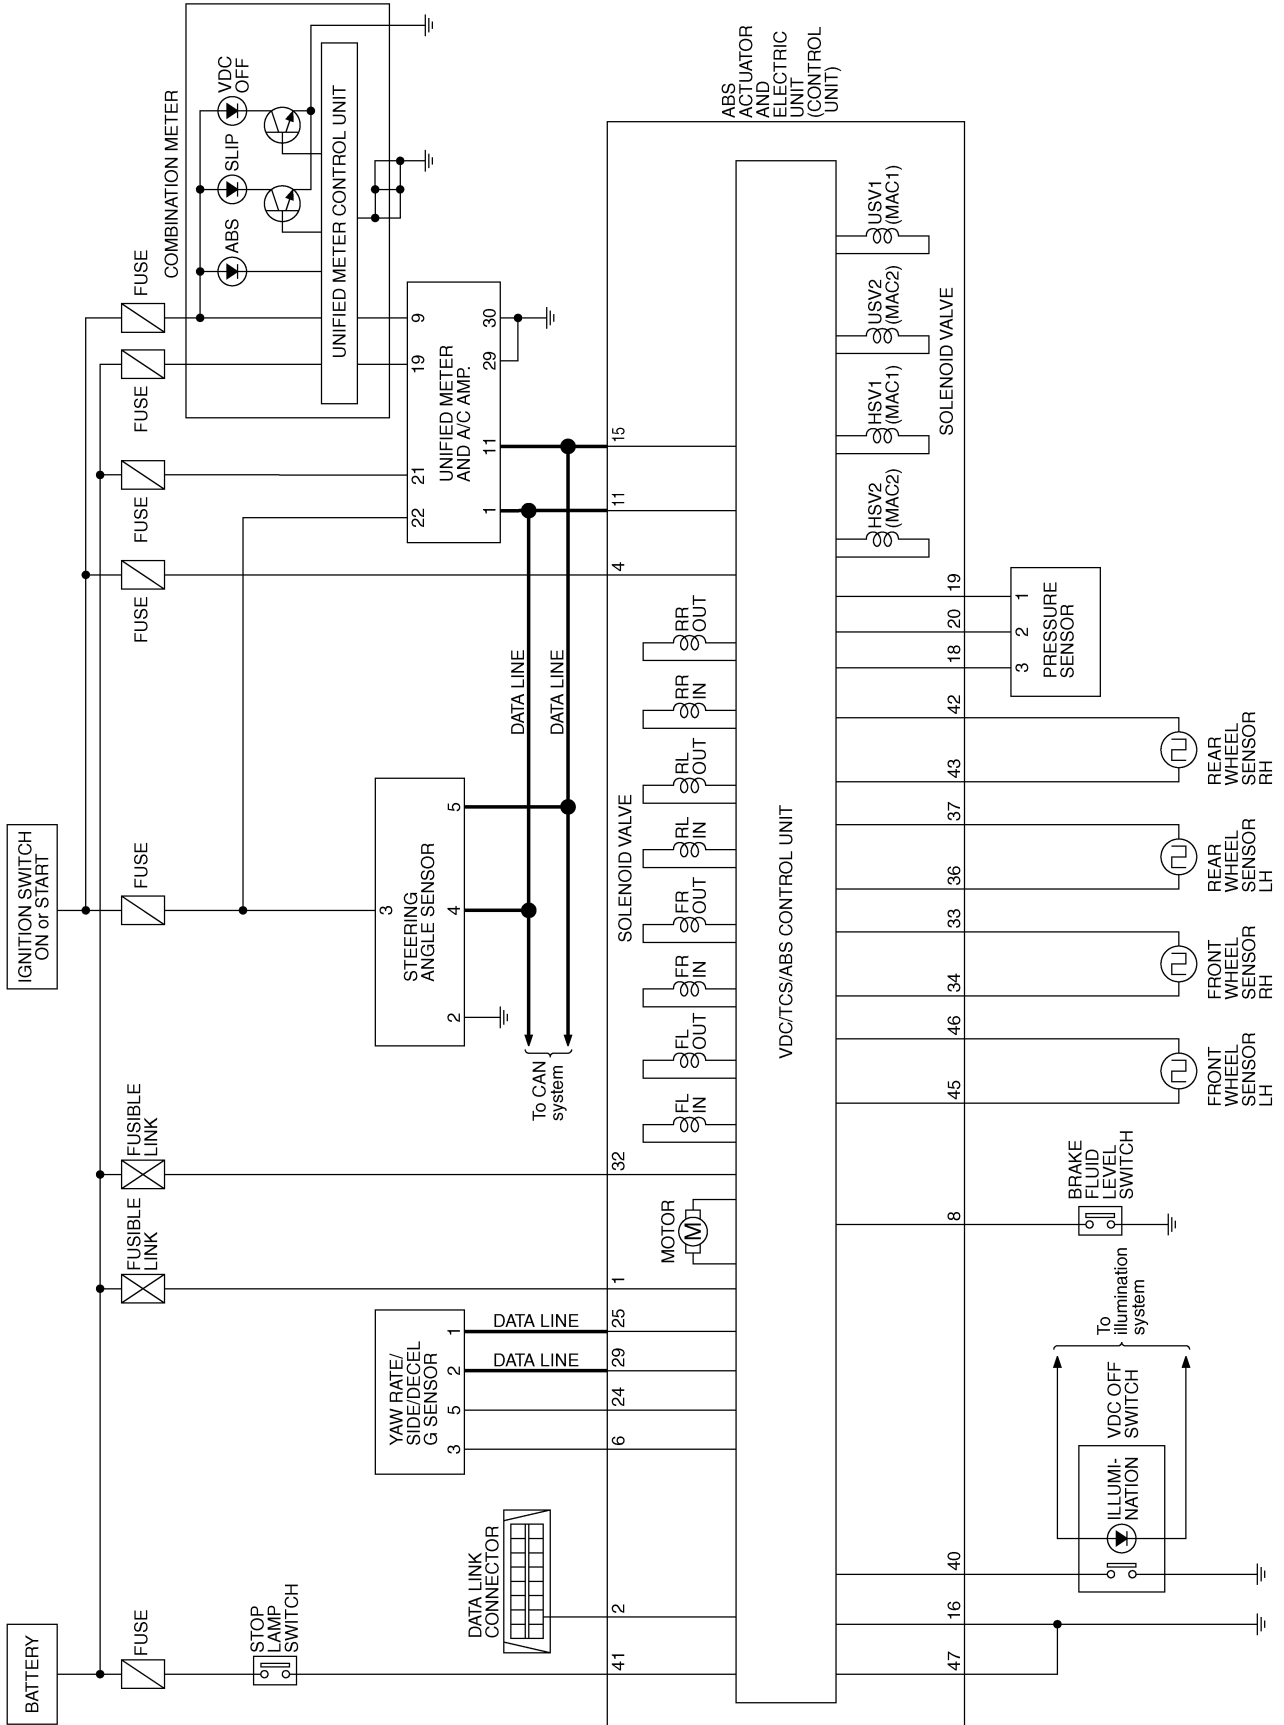 BATTERY
FUSE
STOP
LAMP
SWITCH
41
DATA LINK
CONNECTOR
2
YAW RATE/
SIDE/DECEL
G SENSOR
3
5
2
1
DATA LINE
DATA LINE
6
24
29
25
FUSIBLE
LINK
1
MOTOR
M
FUSIBLE
LINK
32
IGNITION SWITCH
ON or START
FUSE
STEERING
ANGLE SENSOR
3
2
4
5
To CAN
system
DATA LINE
DATA LINE
FUSE
4
FUSE
FUSE
FUSE
COMBINATION METER
ABS
SLIP
VDC
OFF
UNIFIED METER CONTROL UNIT
22
21
19
9
UNIFIED METER
AND A/C AMP.
1
11
29
30
11
15
ABS
ACTUATOR
AND
ELECTRIC
UNIT
(CONTROL
UNIT)
SOLENOID VALVE
FL
IN
FL
OUT
FR
IN
FR
OUT
RL
IN
RL
OUT
RR
IN
RR
OUT
VDC/TCS/ABS CONTROL UNIT
HSV2
(MAC2)
HSV1
(MAC1)
USV2
(MAC2)
USV1
(MAC1)
SOLENOID VALVE
47
16
40
8
45
46
34
33
36
37
43
42
18
20
19
ILLUMI-
NATION
VDC OFF
SWITCH
To
illumination
system
BRAKE
FLUID
LEVEL
SWITCH
3
2
1
PRESSURE
SENSOR
FRONT
WHEEL
SENSOR
LH
FRONT
WHEEL
SENSOR
RH
REAR
WHEEL
SENSOR
LH
REAR
WHEEL
SENSOR
RH